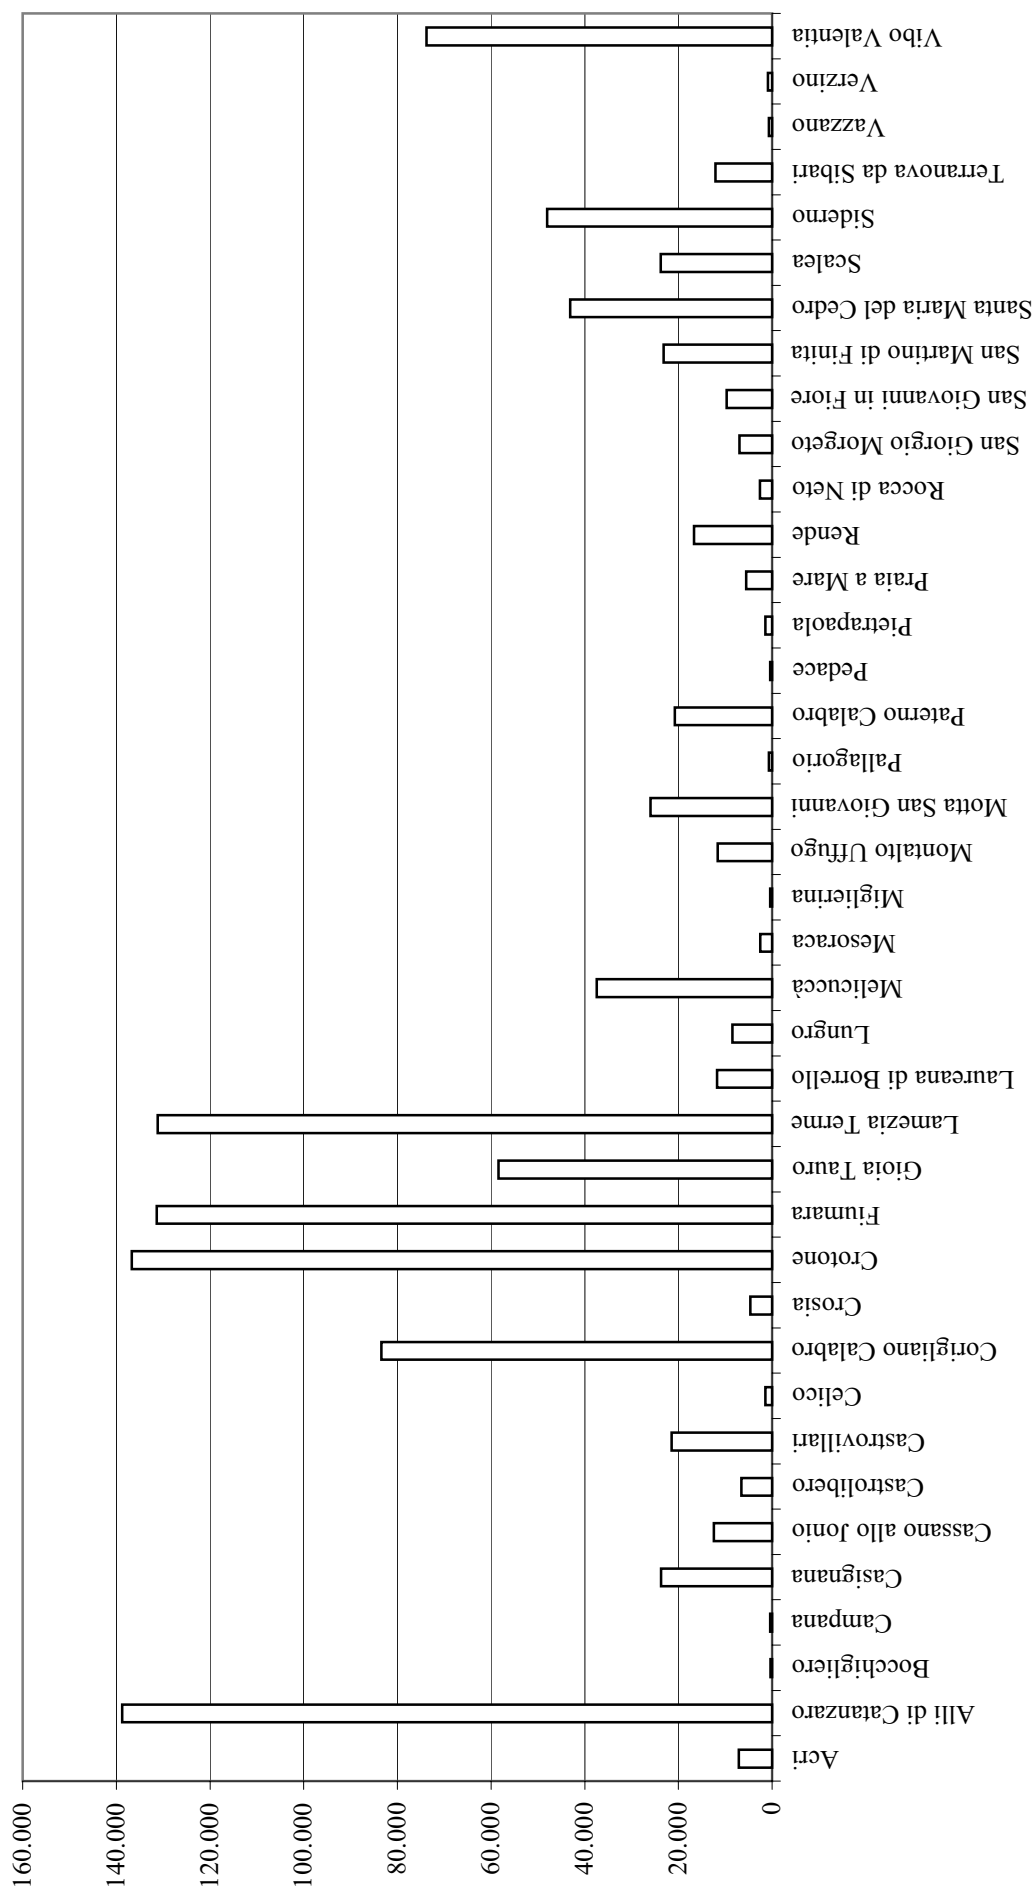 Vibo Valentia
Verzino
Vazzano
Terranova da Sibari
Siderno
Scalea
Santa Maria del Cedro
San Martino di Finita
San Giovanni in Fiore
San Giorgio Morgeto
Rocca di Neto
Rende
Praia a Mare
Pietrapaola
Pedace
Paterno Calabro
Pallagorio
Motta San Giovanni
Montalto Uffugo
Miglierina
Mesoraca
Melicuccà
Lungro
Laureana di Borrello
Lamezia Terme
Gioia Tauro
Fiumara
Crotone
Crosia
Corigliano Calabro
Celico
Castrovillari
Castrolibero
Cassano allo Jonio
Casignana
Campana
Bocchigliero
Alli di Catanzaro
Acri
160.000
140.000
120.000
100.000
80.000
60.000
40.000
20.000
0